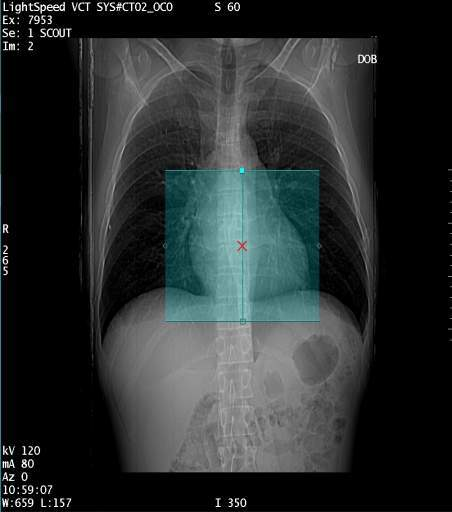 LightSpeed VCT SYS#CT02_OC0 S 60
Ex: 7953
Se: 1 SCOUT
Im: 2
DOB
R
2
6
5
kV 120
mA 80
Az 0
10:59:07
W:659 L:157 I 350